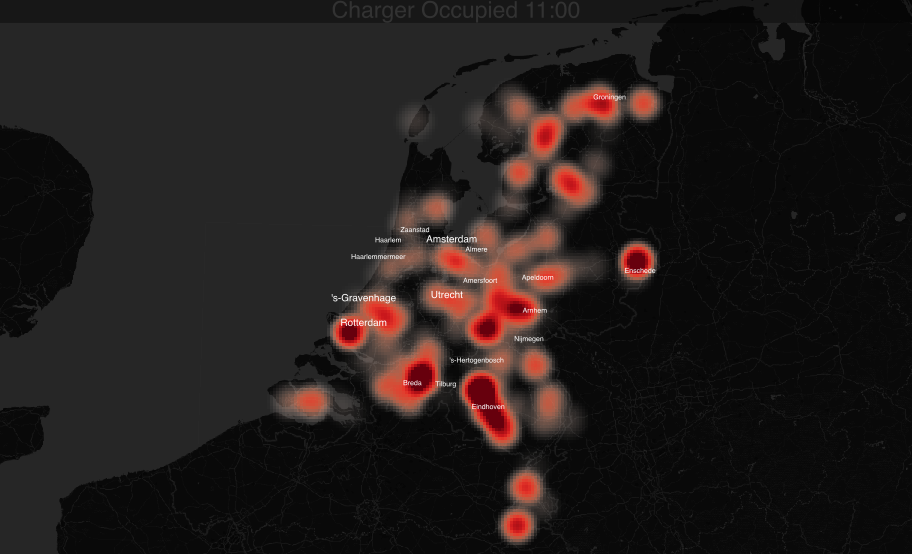 Charger Occupied 11:00
Groningen
Zaanstad
Haarlem
Amsterdam
Almere
Haarlemmermeer
Enschede
Amersfoort
Apeldoorn
's-Gravenhage
Utrecht
Arnhem
Rotterdam
Nijmegen
's-Hertogenbosch
Breda
Tilburg
Eindhoven